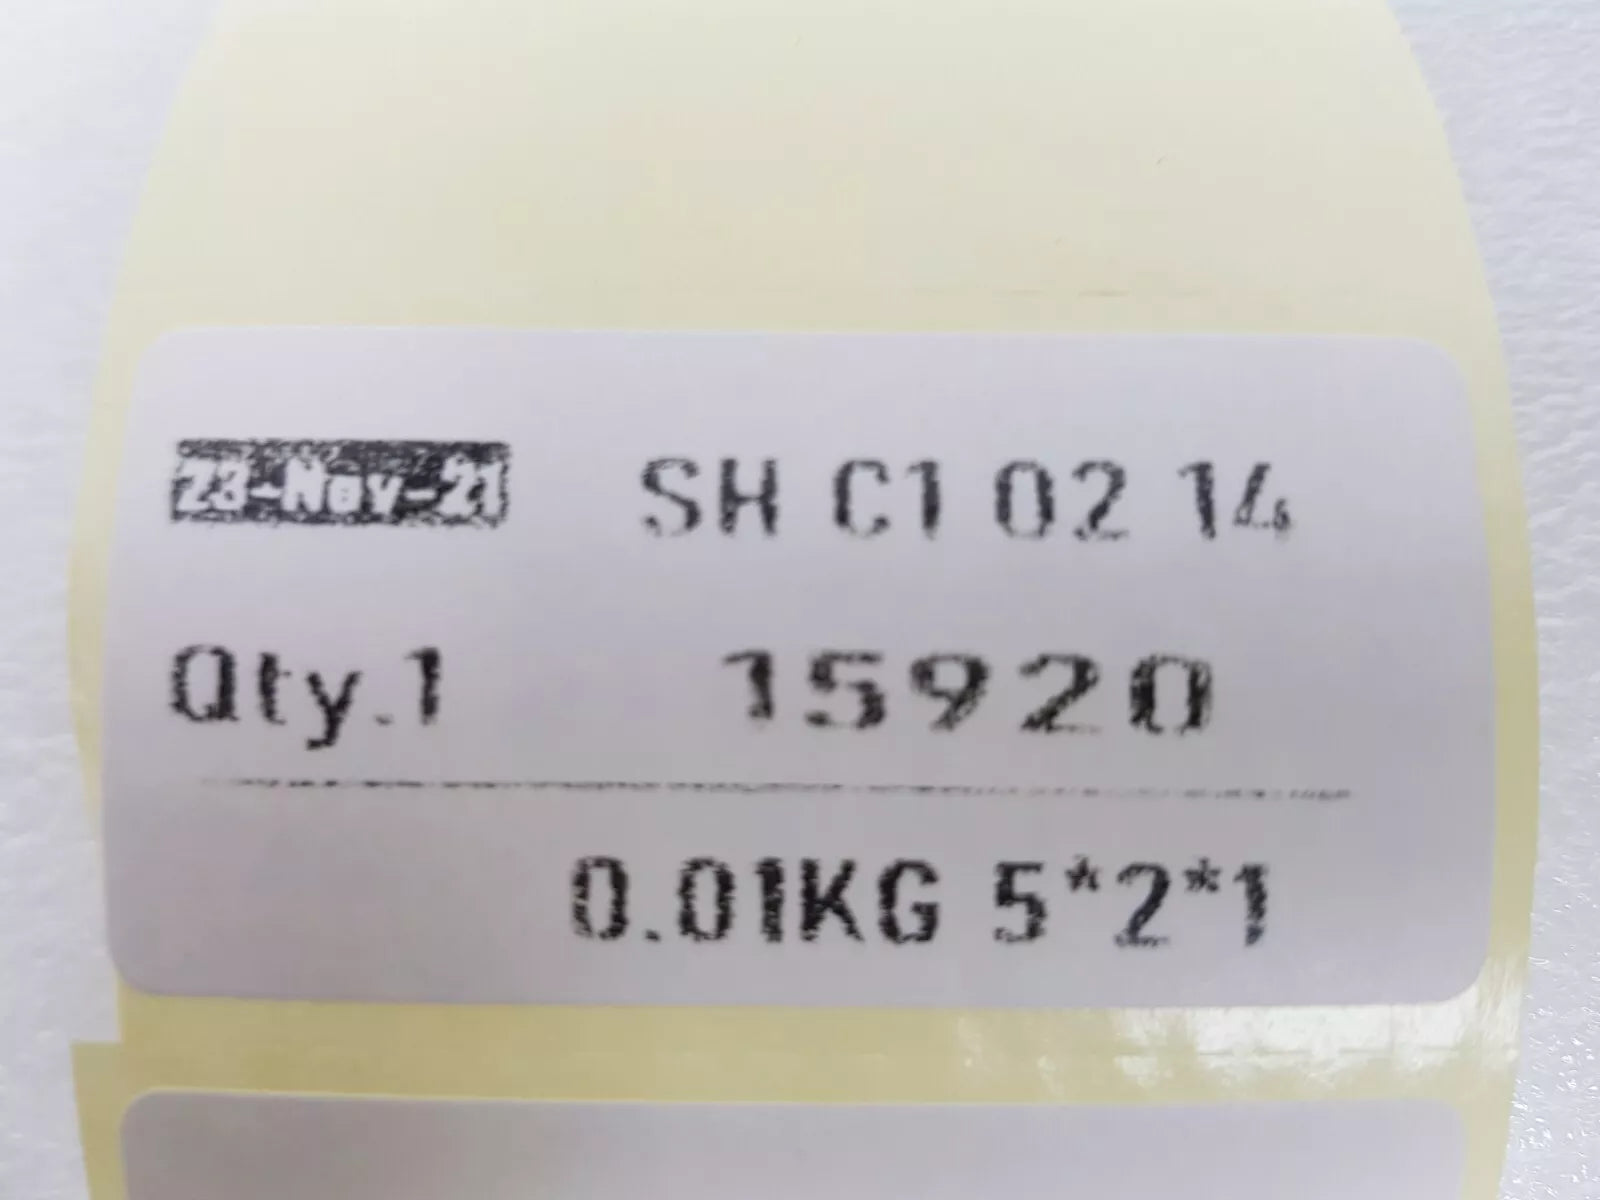 23-Nov-21 SH C1 02 14
Qty.1 15920
0.01KG 5*2*1